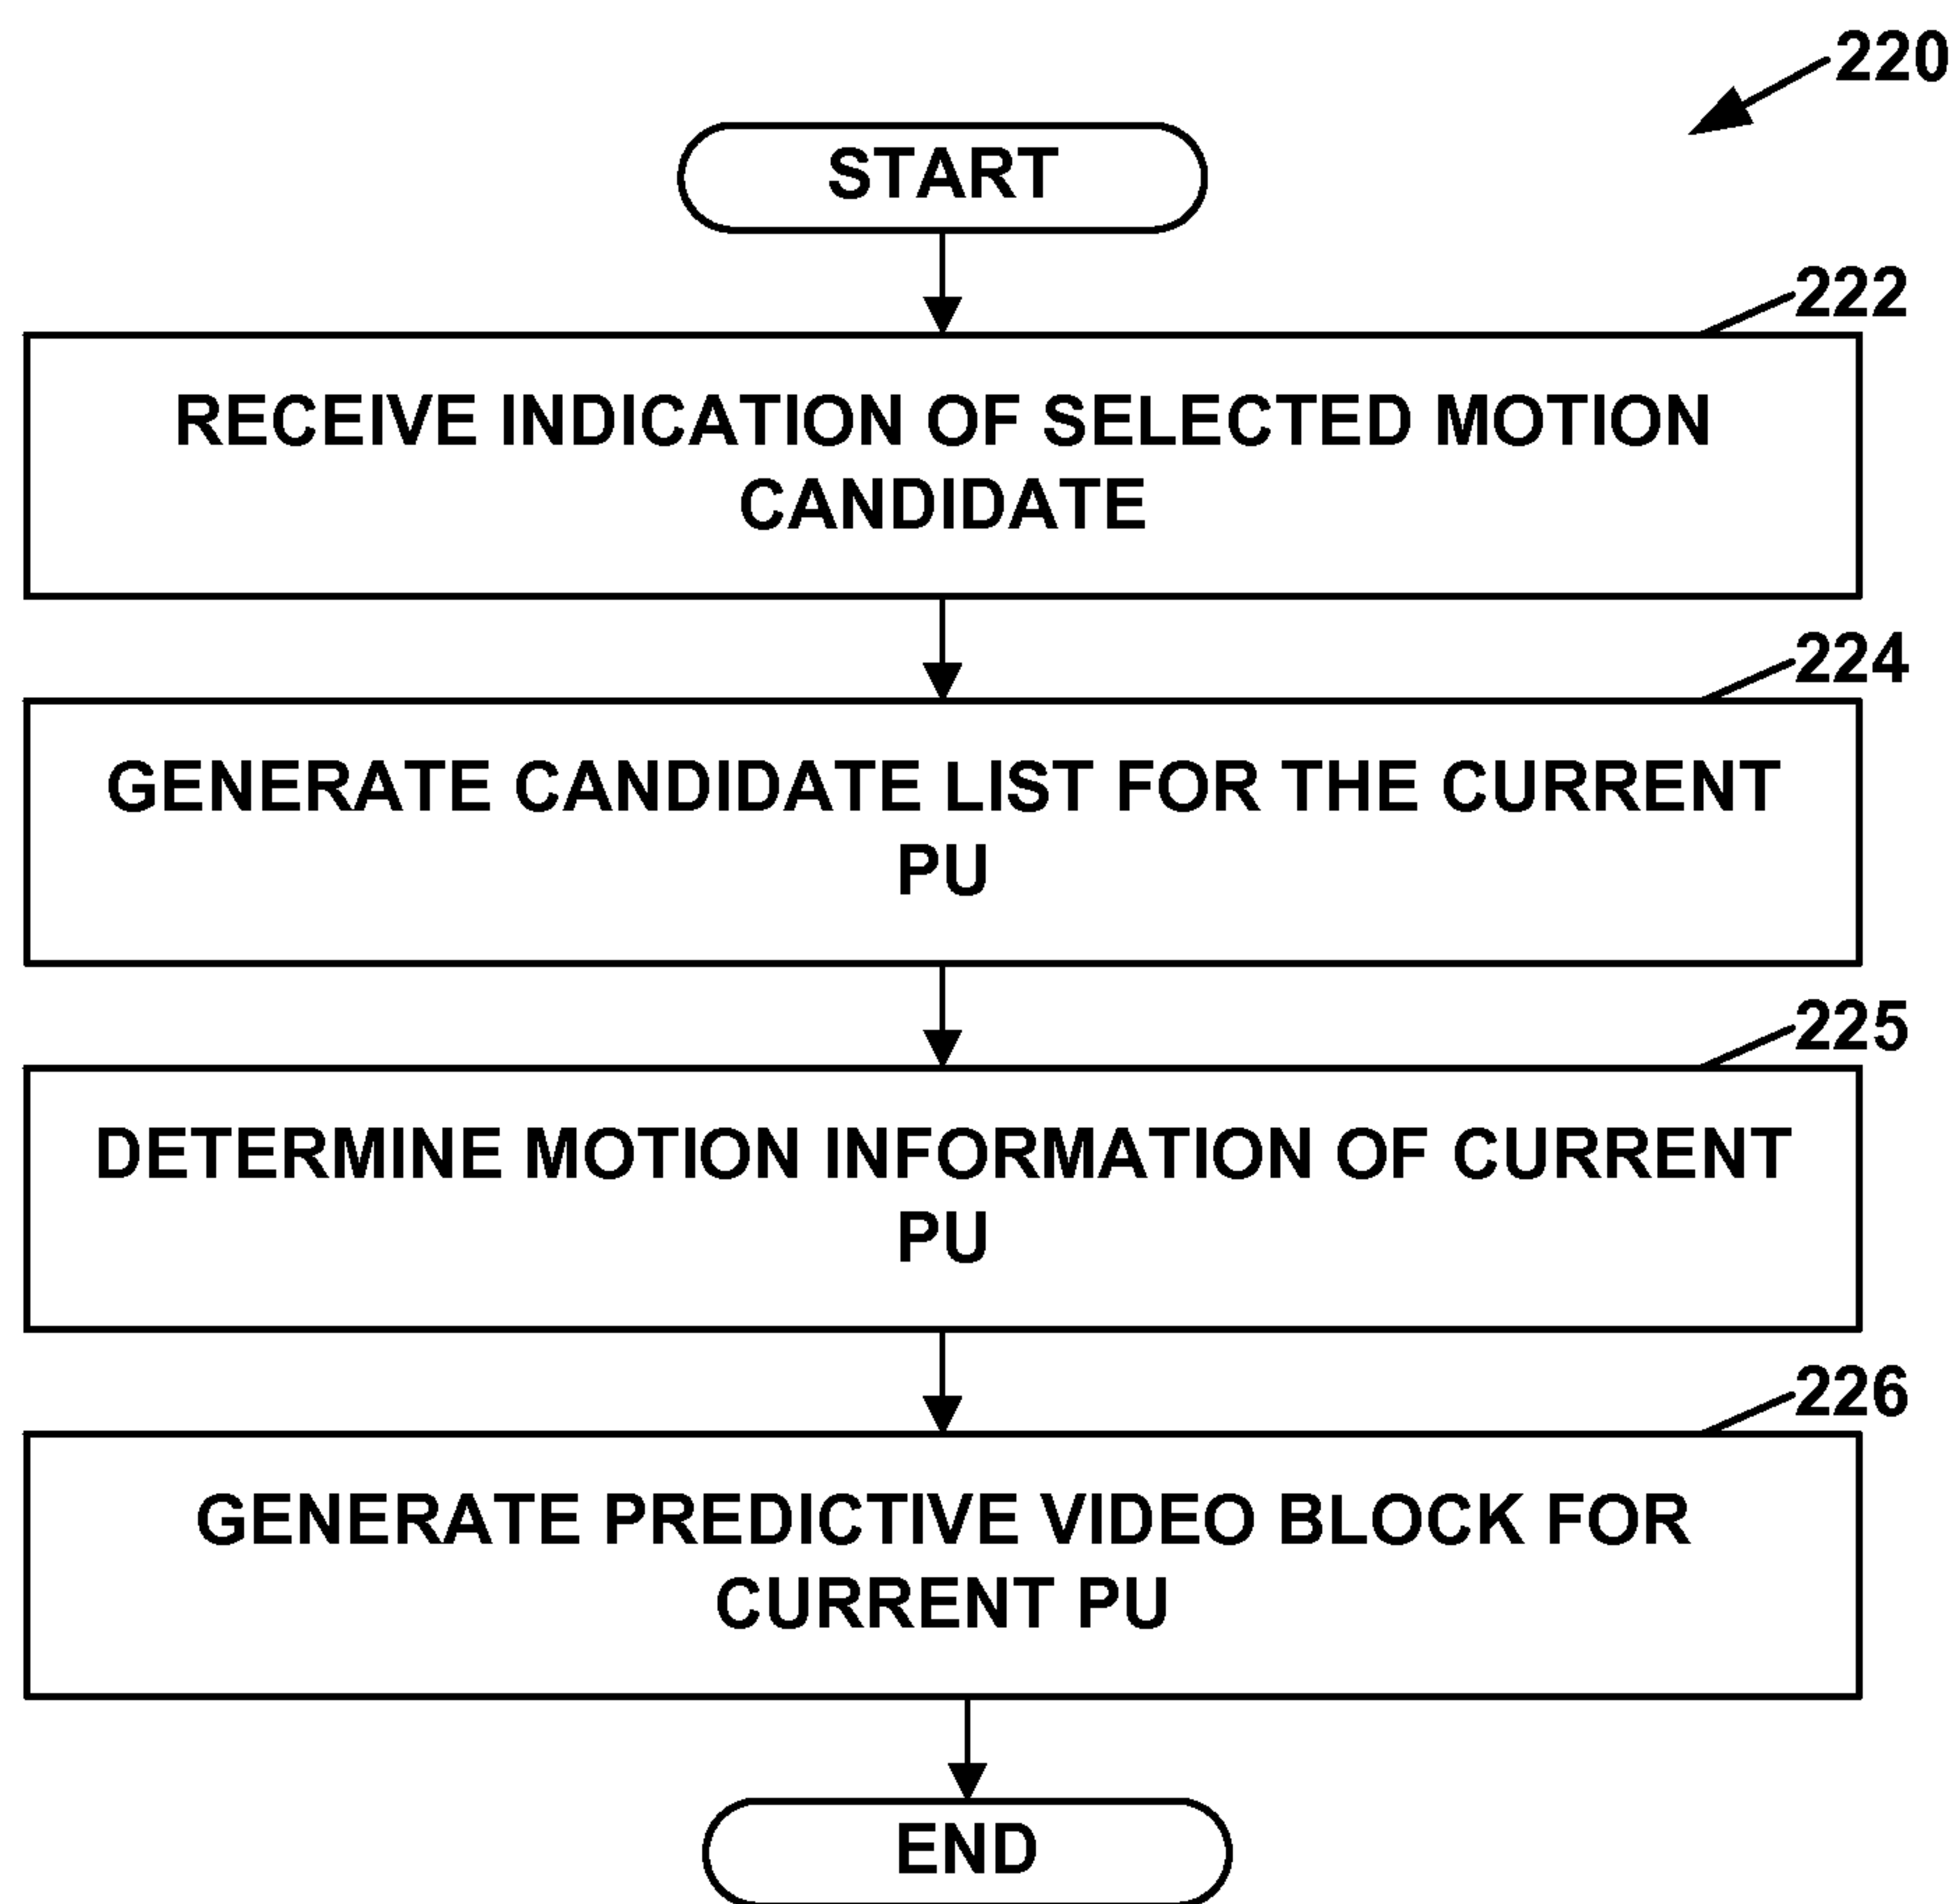 220
START
222
RECEIVE INDICATION OF SELECTED MOTION
CANDIDATE
224
GENERATE CANDIDATE LIST FOR THE CURRENT
PU
225
DETERMINE MOTION INFORMATION OF CURRENT
PU
226
GENERATE PREDICTIVE VIDEO BLOCK FOR
CURRENT PU
END